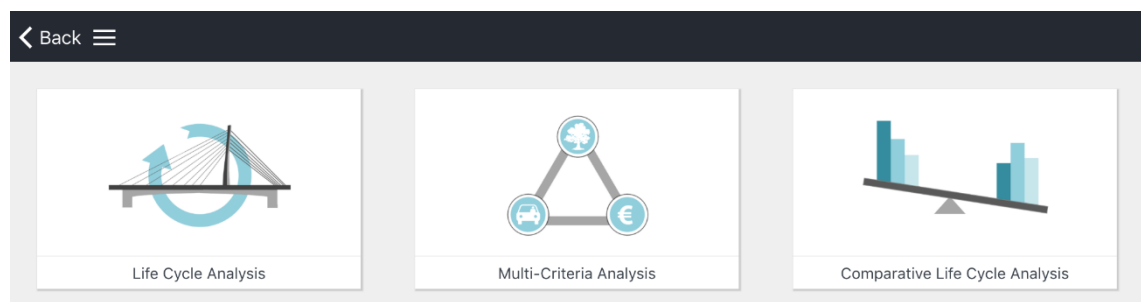 Back
€
Life Cycle Analysis
Multi-Criteria Analysis
Comparative Life Cycle Analysis